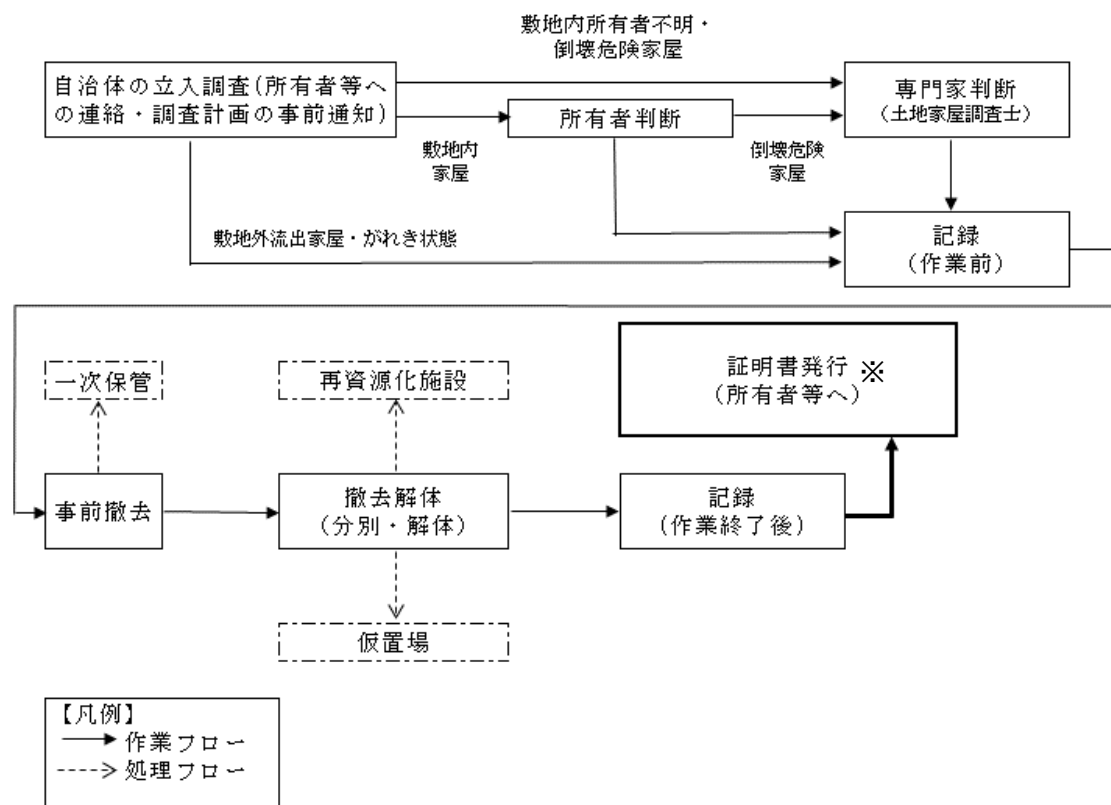 敷地内所有者不明・
倒壊危険家屋
自治体の立入調査(所有者等へ
の連絡・調査計画の事前通知)
所有者判断
専門家判断
(土地家屋調査士)
敷地内
家屋
倒壊危険
家屋
敷地外流出家屋・がれき状態
記録
(作業前)
一次保管
再資源化施設
証明書発行※
(所有者等へ)
事前撤去
撤去解体
(分別・解体)
記録
(作業終了後)
仮置場
【凡例】
作業フロー
処理フロー